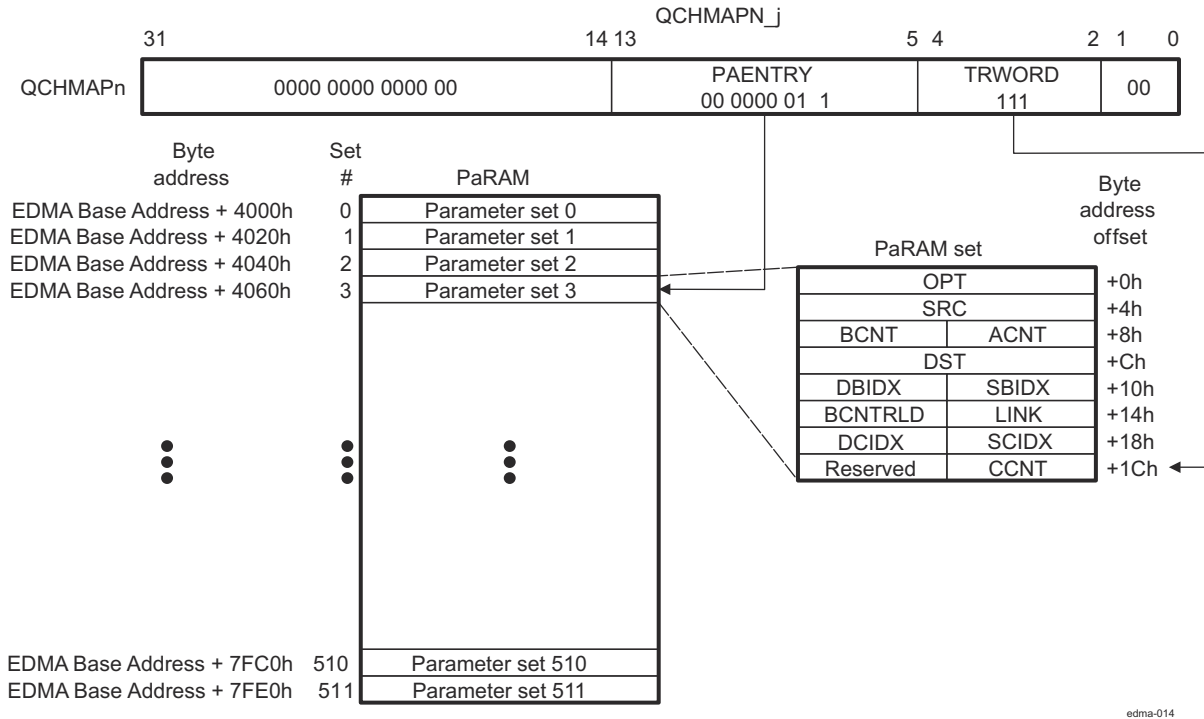 QCHMAPN_j
31 14 13 5 4 2 1 0
QCHMAPn 0000 0000 0000 00 PAENTRY TRWORD 00
00 0000 01 1 111
Byte Set
address # PaRAM
EDMA Base Address + 4000h 0 Parameter set 0
EDMA Base Address + 4020h 1 Parameter set 1
EDMA Base Address + 4040h 2 Parameter set 2
EDMA Base Address + 4060h 3 Parameter set 3
EDMA Base Address + 7FC0h 510 Parameter set 510
EDMA Base Address + 7FE0h 511 Parameter set 511
Byte
address
offset
PaRAM set
OPT +0h
SRC +4h
BCNT ACNT +8h
DST +Ch
DBIDX SBIDX +10h
BCNTRLD LINK +14h
DCIDX SCIDX +18h
Reserved CCNT +1Ch
edma-014